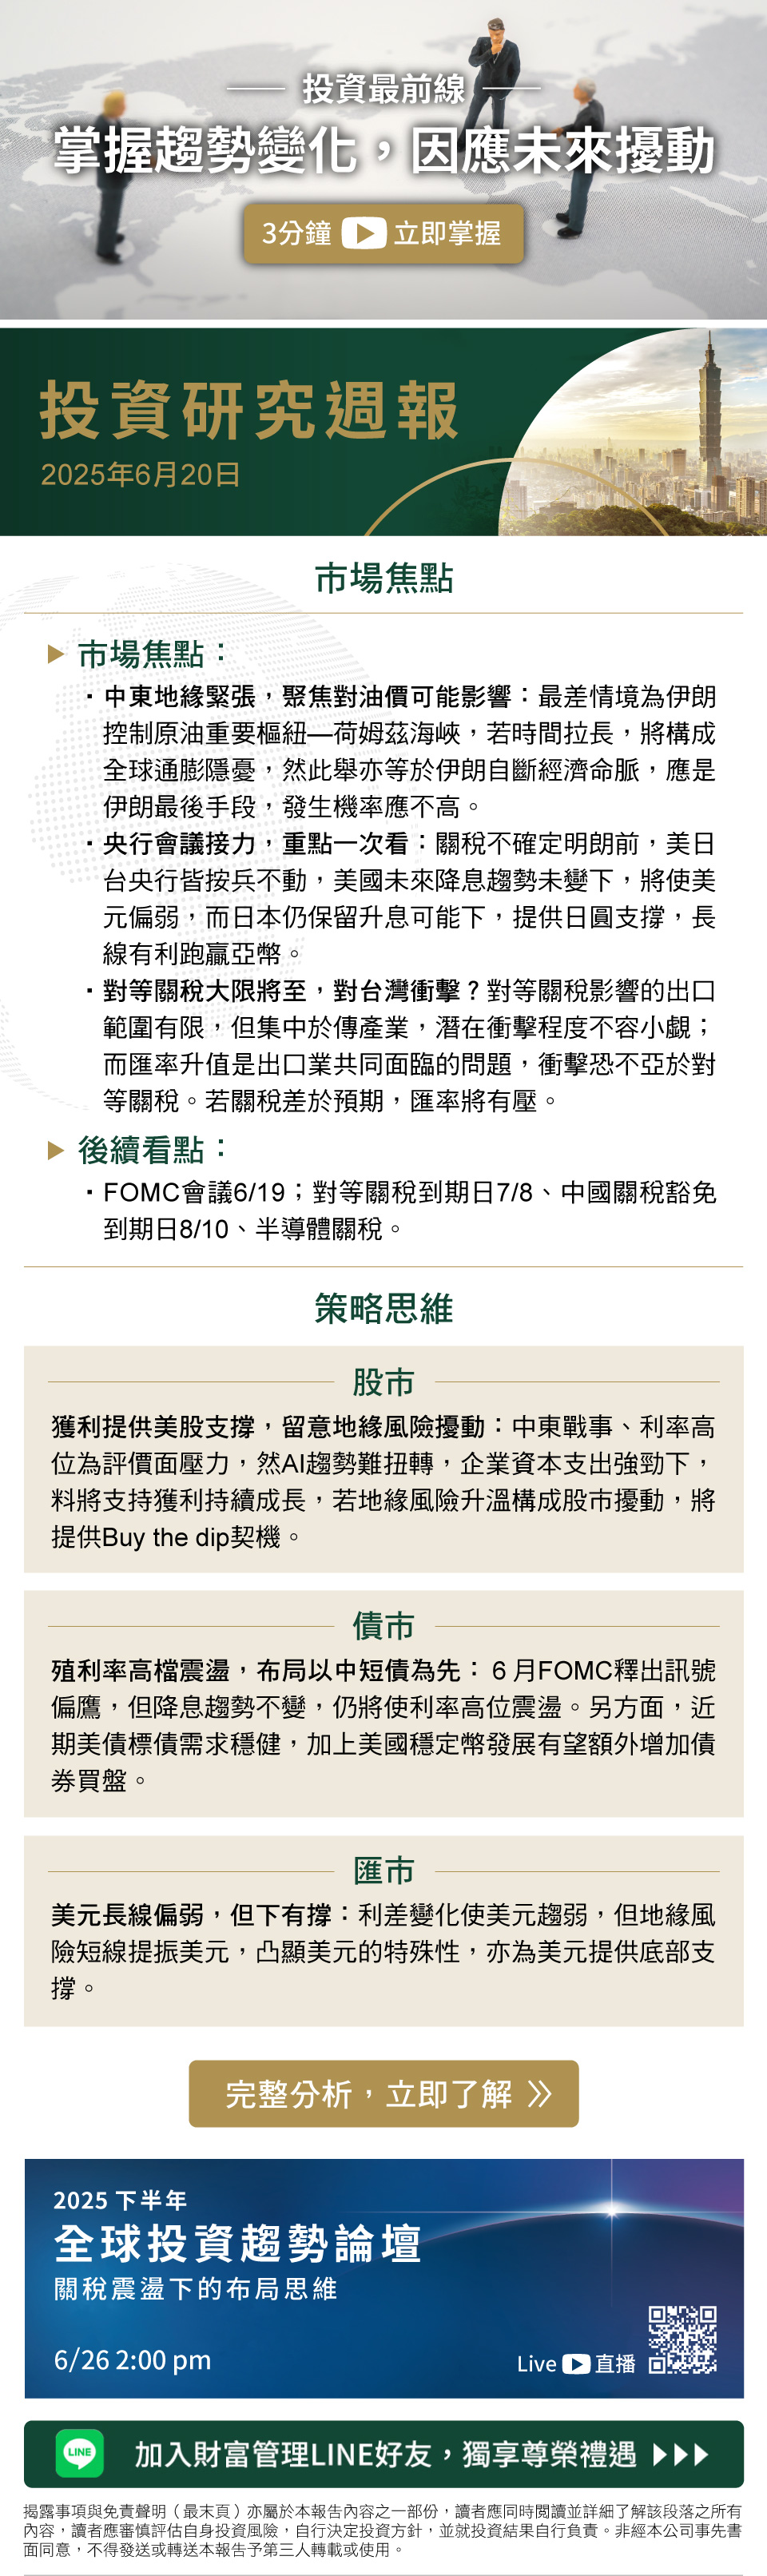 投資最前線
掌握趨勢變化，因應未來擾動
3分鐘 立即掌握
投資研究週報
2025年6月20日
市場焦點
市場焦點：
・中東地緣緊張，聚焦對油價可能影響：最差情境為伊朗
控制原油重要樞紐—荷姆茲海峽，若時間拉長，將構成
全球通膨隱憂，然此舉亦等於伊朗自斷經濟命脈，應是
伊朗最後手段，發生機率應不高。
・央行會議接力，重點一次看：關稅不確定明朗前，美日
台央行皆按兵不動，美國未來降息趨勢未變下，將使美
元偏弱，而日本仍保留升息可能下，提供日圓支撐，長
線有利跑贏亞幣。
・對等關稅大限將至，對台灣衝擊？對等關稅影響的出口
範圍有限，但集中於傳產業，潛在衝擊程度不容小覷；
而匯率升值是出口業共同面臨的問題，衝擊恐不亞於對
等關稅。若關稅差於預期，匯率將有壓。
後續看點：
・FOMC會議6/19；對等關稅到期日7/8、中國關稅豁免
到期日8/10、半導體關稅。
策略思維
股市
獲利提供美股支撐，留意地緣風險擾動：中東戰事、利率高
位為評價面壓力，然AI趨勢難扭轉，企業資本支出強勁下，
料將支持獲利持續成長，若地緣風險升溫構成股市擾動，將
提供Buy the dip契機。
債市
殖利率高檔震盪，布局以中短債為先：6月FOMC釋出訊號
偏鷹，但降息趨勢不變，仍將使利率高位震盪。另方面，近
期美債標債需求穩健，加上美國穩定幣發展有望額外增加債
券買盤。
匯市
美元長線偏弱，但下有撐：利差變化使美元趨弱，但地緣風
險短線提振美元，凸顯美元的特殊性，亦為美元提供底部支
撐。
完整分析，立即了解
2025 下半年
全球投資趨勢論壇
關稅震盪下的布局思維
6/26 2:00 pm
Live 直播
LINE 加入財富管理LINE好友，獨享尊榮禮遇
揭露事項與免責聲明（最末頁）亦屬於本報告內容之一部份，讀者應同時閱讀並詳細了解該段落之所有
內容，讀者應審慎評估自身投資風險，自行決定投資方針，並就投資結果自行負責。非經本公司事先書
面同意，不得發送或轉送本報告予第三人轉載或使用。